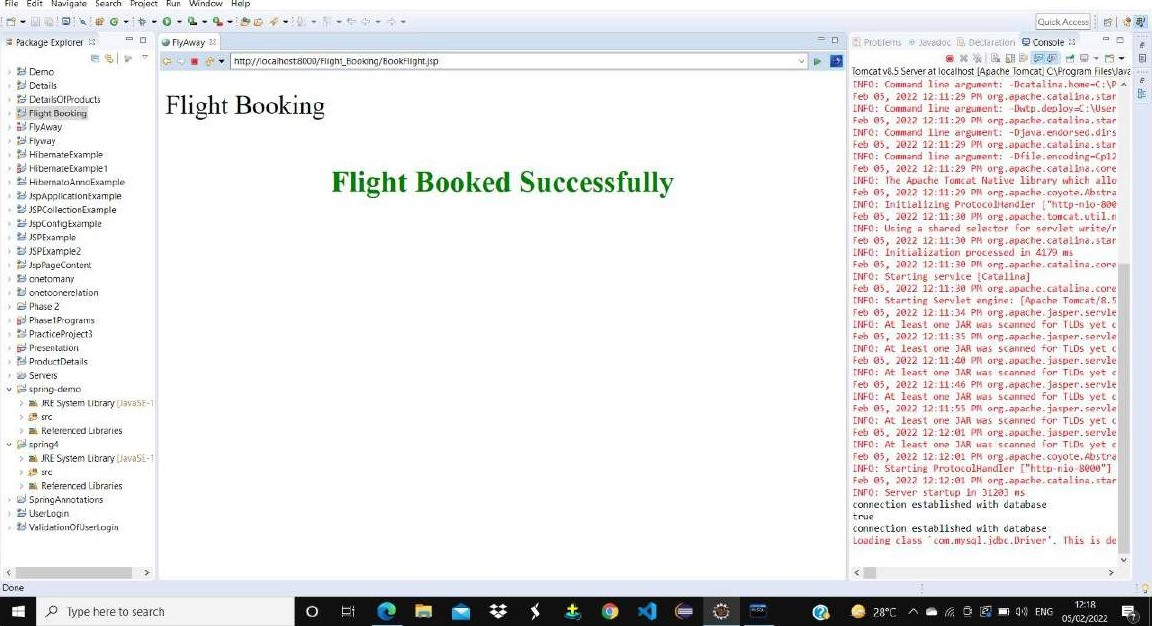 File Edit Navigate Search Project Run Window Help
Quick Access
Package Explorer
Demo
Details
DetailsOfProducts
Flight Booking
FlyAway
Flyway
HibernateExample
HibernateExample1
HibernateAnnoExample
JspApplicationExample
JSPCollectionExample
JspConfigExample
JSPExample
JSPExample2
JspPageContent
onetomany
onetoonerelation
Phase 2
Phase1Programs
PracticeProject3
Presentation
ProductDetails
Servers
spring-demo
JRE System Library [JavaSE-1
src
Referenced Libraries
spring4
JRE System Library [JavaSE-1
src
Referenced Libraries
SpringAnnotations
UserLogin
ValidationOfUserLogin
FlyAway
http://localhost:8000/Flight_Booking/BookFlight.jsp
Flight Booking
Flight Booked Successfully
Problems Javadoc Declaration Console
Tomcat v8.5 Server at localhost [Apache Tomcat] C:\Program Files\Java
INFO: Command line argument: -Dcatalina.home=C:\P
Feb 05, 2022 12:11:29 PM org.apache.catalina.star
INFO: Command line argument: -Dwtp.deploy=C:\User
Feb 05, 2022 12:11:29 PM org.apache.catalina.star
INFO: Command line argument: -Djava.endorsed.dirs
Feb 05, 2022 12:11:29 PM org.apache.catalina.star
INFO: Command line argument: -Dfile.encoding=Cp12
Feb 05, 2022 12:11:29 PM org.apache.catalina.core
INFO: The Apache Tomcat Native library which allo
Feb 05, 2022 12:11:29 PM org.apache.coyote.Abstra
INFO: Initializing ProtocolHandler ["http-nio-800
Feb 05, 2022 12:11:30 PM org.apache.tomcat.util.n
INFO: Using a shared selector for servlet write/r
Feb 05, 2022 12:11:30 PM org.apache.catalina.star
INFO: Initialization processed in 4179 ms
Feb 05, 2022 12:11:30 PM org.apache.catalina.core
INFO: Starting service [Catalina]
Feb 05, 2022 12:11:30 PM org.apache.catalina.core
INFO: Starting Servlet engine: [Apache Tomcat/8.5
Feb 05, 2022 12:11:34 PM org.apache.jasper.servle
INFO: At least one JAR was scanned for TLDs yet c
Feb 05, 2022 12:11:35 PM org.apache.jasper.servle
INFO: At least one JAR was scanned for TLDs yet c
Feb 05, 2022 12:11:40 PM org.apache.jasper.servle
INFO: At least one JAR was scanned for TLDs yet c
Feb 05, 2022 12:11:46 PM org.apache.jasper.servle
INFO: At least one JAR was scanned for TLDs yet c
Feb 05, 2022 12:11:55 PM org.apache.jasper.servle
INFO: At least one JAR was scanned for TLDs yet c
Feb 05, 2022 12:12:01 PM org.apache.jasper.servle
INFO: At least one JAR was scanned for TLDs yet c
Feb 05, 2022 12:12:01 PM org.apache.coyote.Abstra
INFO: Starting ProtocolHandler ["http-nio-8000"]
Feb 05, 2022 12:12:01 PM org.apache.catalina.star
INFO: Server startup in 31203 ms
connection established with database
true
connection established with database
Loading class `com.mysql.jdbc.Driver'. This is de
Done
Type here to search
28°C
ENG
12:18
05/02/2022